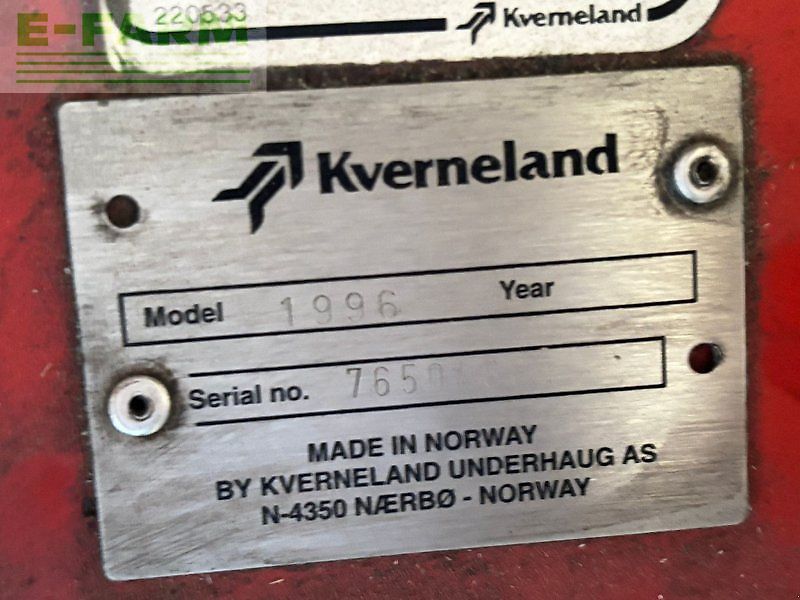 E-FARM
220533
Kverneland
Kverneland
Model 1996 Year
Serial no. 7650
MADE IN NORWAY
BY KVERNELAND UNDERHAUG AS
N-4350 NÆRBØ - NORWAY